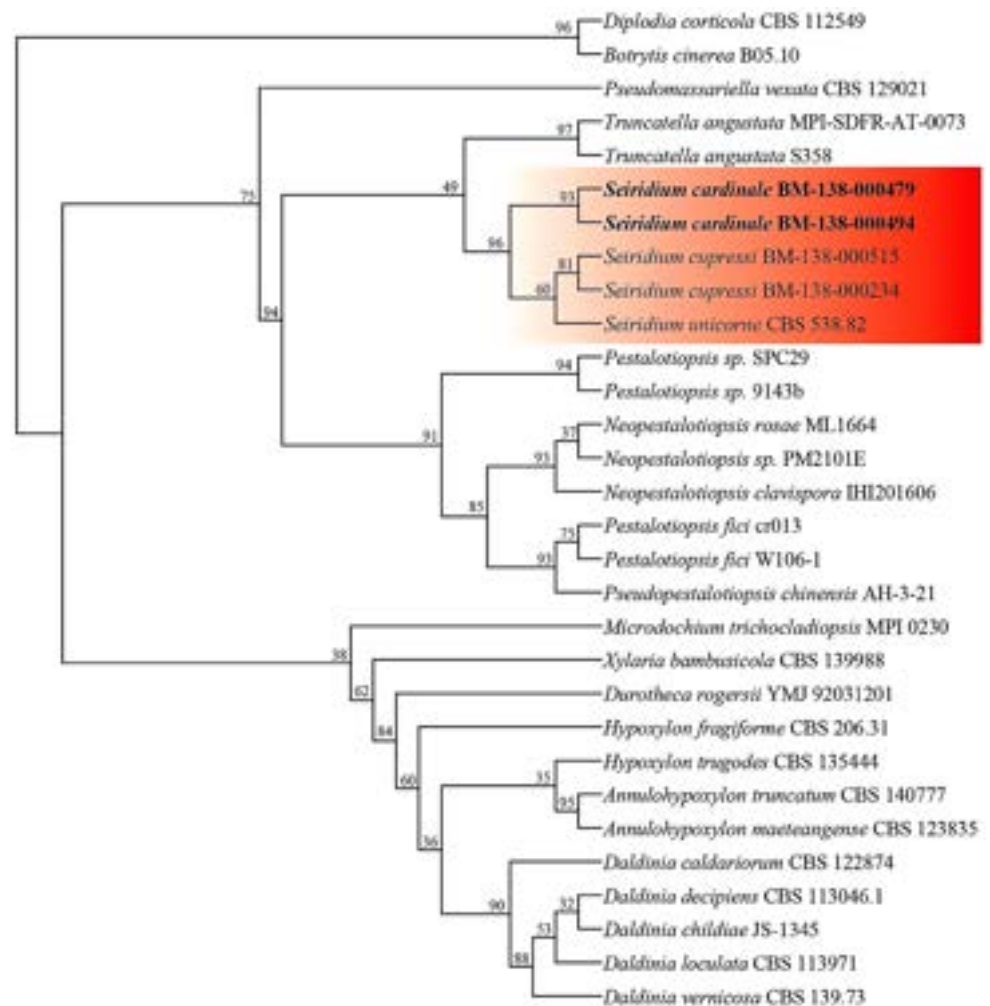 96 Diplodia corticola CBS 112549
Botrytis cinerea B05.10
Pseudomassariella vexata CBS 129021
97 Truncatella angustata MPI-SDFR-AT-0073
Truncatella angustata S358
75
49
93 Seiridium cardinale BM-138-000479
Seiridium cardinale BM-138-000494
96
81 Seiridium cupressi BM-138-000515
60 Seiridium cupressi BM-138-000234
94 Seiridium unicorne CBS 538.82
94 Pestalotiopsis sp. SPC29
Pestalotiopsis sp. 9143b
91
37 Neopestalotiopsis rosae ML1664
93 Neopestalotiopsis sp. PM2101E
Neopestalotiopsis clavispora IHI201606
85
75 Pestalotiopsis fici cr013
93 Pestalotiopsis fici W106-1
Pseudopestalotiopsis chinensis AH-3-21
Microdochium trichocladiopsis MPI 0230
38 Xylaria bambusicola CBS 139988
62 Durotheca rogersii YMJ 92031201
84 Hypoxylon fragiforme CBS 206.31
60 Hypoxylon trugodes CBS 135444
35
95 Annulohypoxylon truncatum CBS 140777
Annulohypoxylon maeteangense CBS 123835
36
Daldinia caldariorum CBS 122874
90
32 Daldinia decipiens CBS 113046.1
53 Daldinia childiae JS-1345
88 Daldinia loculata CBS 113971
Daldinia vernicosa CBS 139.73